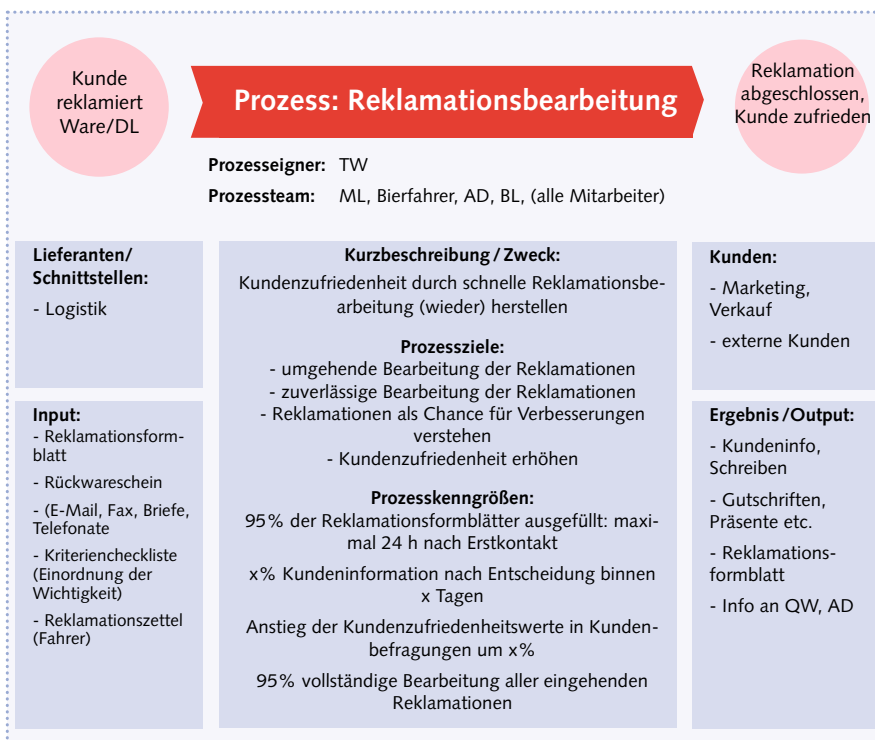 Kunde
reklamiert
Ware/DL
Prozess: Reklamationsbearbeitung
Reklamation
abgeschlossen,
Kunde zufrieden
Prozesseigner: TW
Prozessteam: ML, Bierfahrer, AD, BL, (alle Mitarbeiter)
Lieferanten/
Schnittstellen:
- Logistik
Input:
- Reklamationsform-
blatt
- Rückwareschein
- (E-Mail, Fax, Briefe,
Telefonate
- Kriteriencheckliste
(Einordnung der
Wichtigkeit)
- Reklamationszettel
(Fahrer)
Kurzbeschreibung / Zweck:
Kundenzufriedenheit durch schnelle Reklamationsbe-
arbeitung (wieder) herstellen
Prozessziele:
- umgehende Bearbeitung der Reklamationen
- zuverlässige Bearbeitung der Reklamationen
- Reklamationen als Chance für Verbesserungen
verstehen
- Kundenzufriedenheit erhöhen
Prozesskenngrößen:
95% der Reklamationsformblätter ausgefüllt: maxi-
mal 24 h nach Erstkontakt
x% Kundeninformation nach Entscheidung binnen
x Tagen
Anstieg der Kundenzufriedenheitswerte in Kunden-
befragungen um x%
95% vollständige Bearbeitung aller eingehenden
Reklamationen
Kunden:
- Marketing,
Verkauf
- externe Kunden
Ergebnis /Output:
- Kundeninfo,
Schreiben
- Gutschriften,
Präsente etc.
- Reklamations-
formblatt
- Info an QW, AD